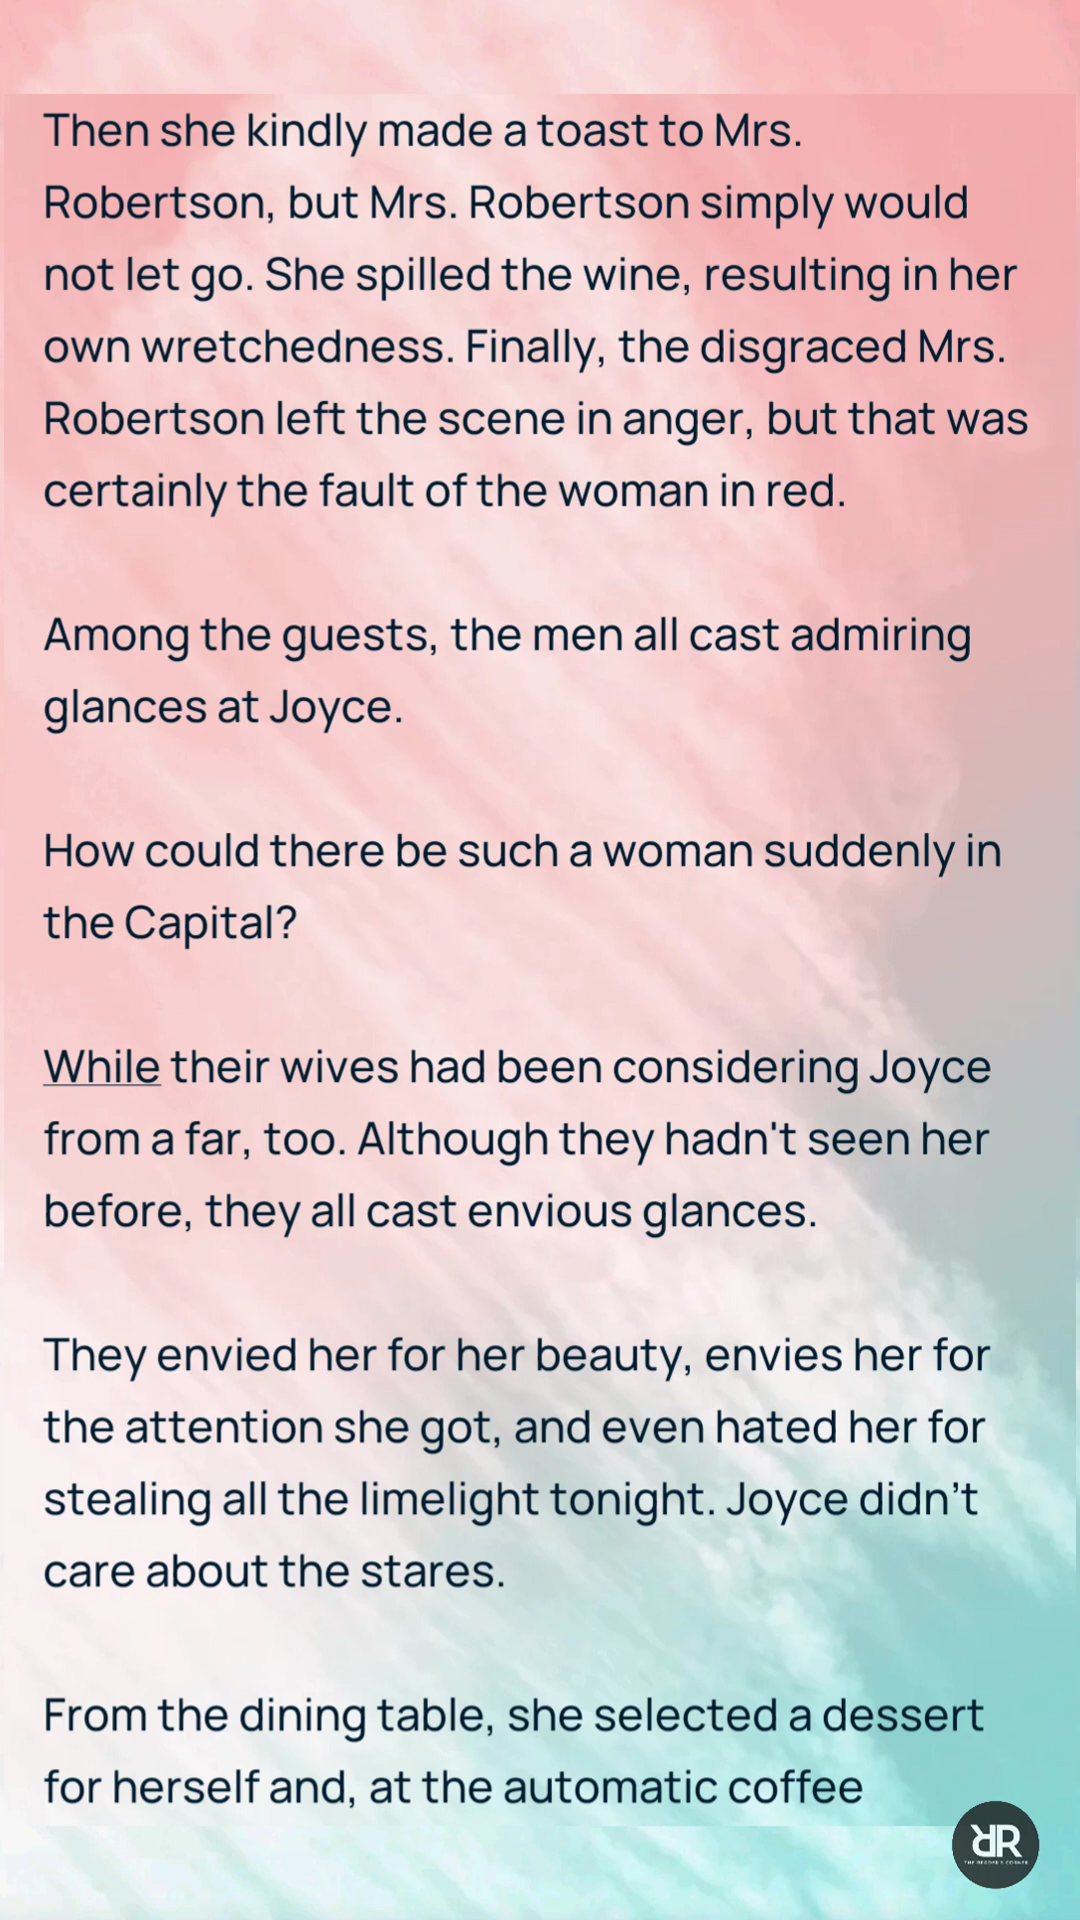 Then she kindly made a toast to Mrs.
Robertson, but Mrs. Robertson simply would
not let go. She spilled the wine, resulting in her
own wretchedness. Finally, the disgraced Mrs.
Robertson left the scene in anger, but that was
certainly the fault of the woman in red.
Among the guests, the men all cast admiring
glances at Joyce.
How could there be such a woman suddenly in
the Capital?
While their wives had been considering Joyce
from a far, too. Although they hadn't seen her
before, they all cast envious glances.
They envied her for her beauty, envies her for
the attention she got, and even hated her for
stealing all the limelight tonight. Joyce didn’t
care about the stares.
From the dining table, she selected a dessert
for herself and, at the automatic coffee
RR
THE READER'S CORNER